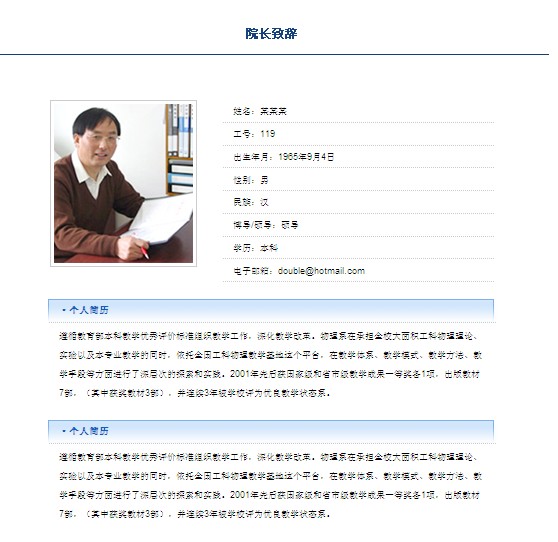 院长致辞
姓名：某某某
工号：119
出生年月：1965年9月4日
性别：男
民族：汉
博导/硕导：硕导
学历：本科
电子邮箱：double@hotmail.com
· 个人简历
遵循教育部本科教学优秀评价标准组织教学工作，深化教学改革。物理系在承担全校大面积工科物理理论、
实验以及本专业教学的同时，依托全国工科物理教学基地这个平台，在教学体系、教学模式、教学方法、教
学手段等方面进行了深层次的探索和实践。2001年先后获国家级和省市级教学成果一等奖各1项，出版教材
7部，（其中获奖教材3部），并连续3年被学校评为优良教学状态系。
· 个人简历
遵循教育部本科教学优秀评价标准组织教学工作，深化教学改革。物理系在承担全校大面积工科物理理论、
实验以及本专业教学的同时，依托全国工科物理教学基地这个平台，在教学体系、教学模式、教学方法、教
学手段等方面进行了深层次的探索和实践。2001年先后获国家级和省市级教学成果一等奖各1项，出版教材
7部，（其中获奖教材3部），并连续3年被学校评为优良教学状态系。